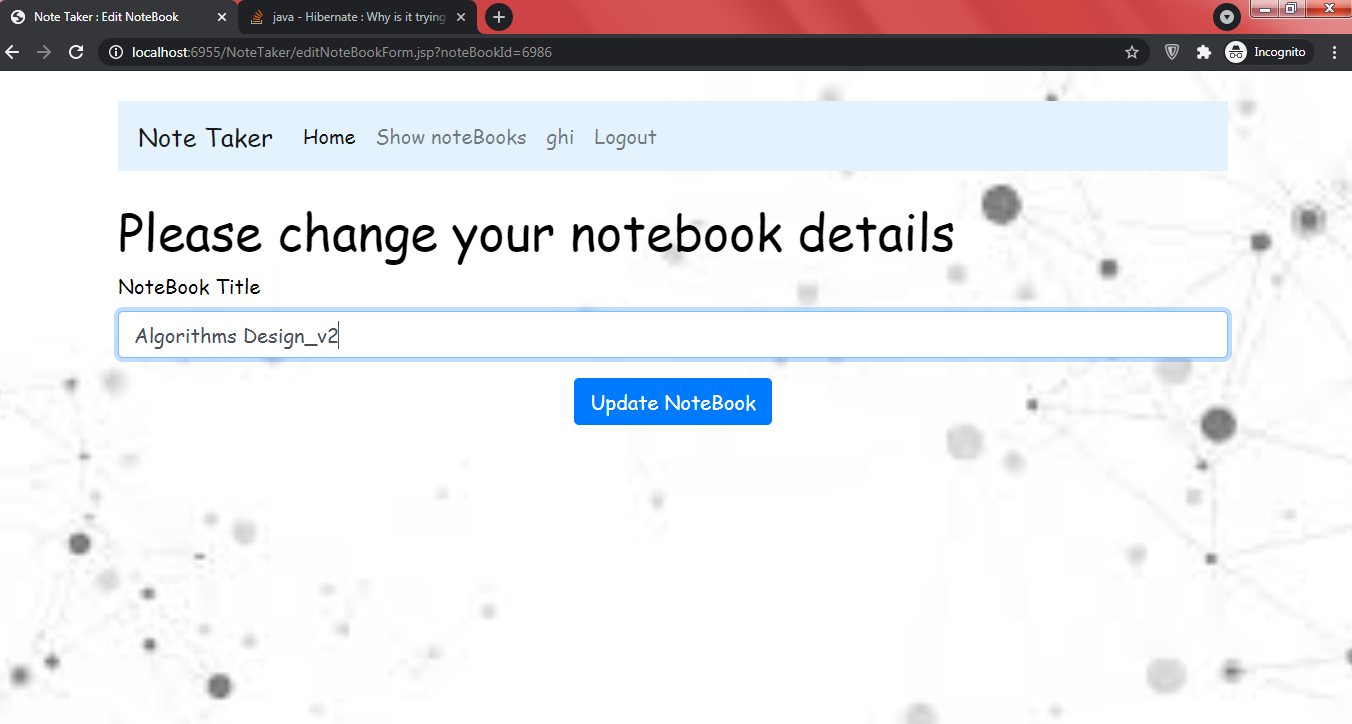 Note Taker : Edit NoteBook
java - Hibernate : Why is it trying
localhost:6955/NoteTaker/editNoteBookForm.jsp?noteBookId=6986
Incognito
Note Taker Home Show noteBooks ghi Logout
Please change your notebook details
NoteBook Title
Algorithms Design_v2
Update NoteBook